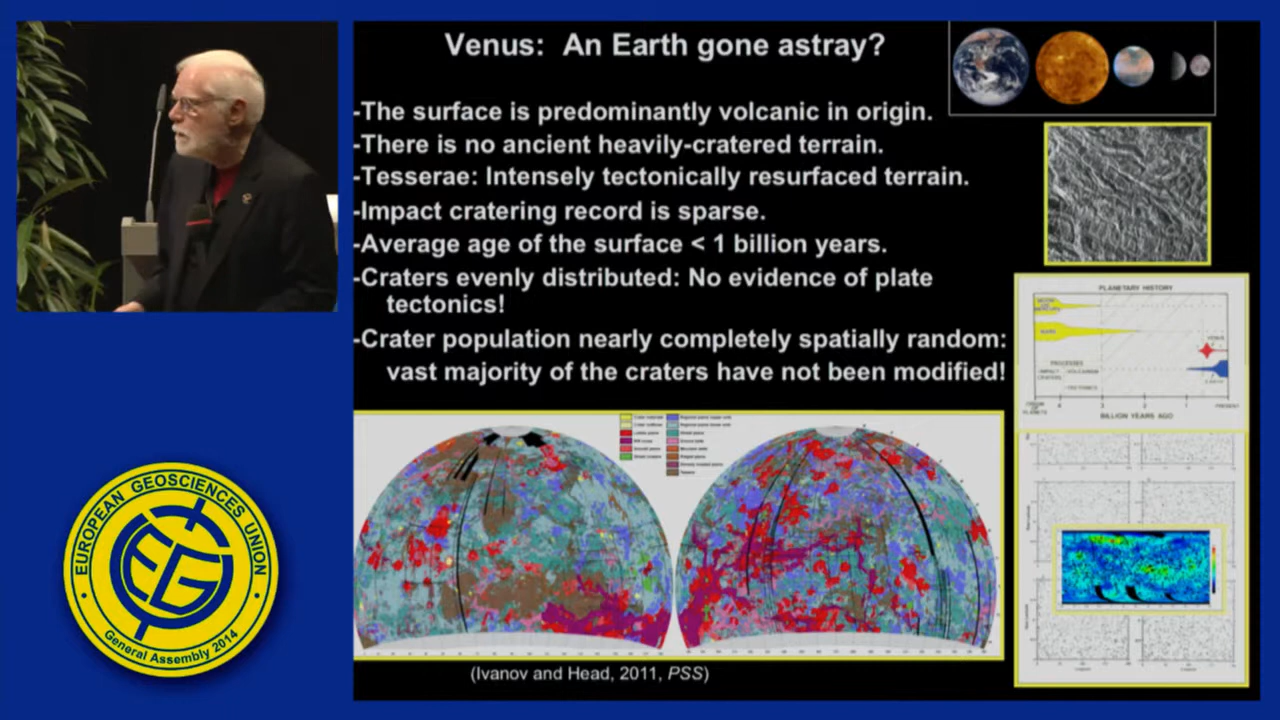 Venus: An Earth gone astray?
-The surface is predominantly volcanic in origin.
-There is no ancient heavily-cratered terrain.
-Tesserae: Intensely tectonically resurfaced terrain.
-Impact cratering record is sparse.
-Average age of the surface < 1 billion years.
-Craters evenly distributed: No evidence of plate
tectonics!
-Crater population nearly completely spatially random:
vast majority of the craters have not been modified!
PLANETARY HISTORY
MARS
VENUS
PROCESSES
VOLCANISM
TECTONICS
BILLION YEARS AGO
PRESENT
(Ivanov and Head, 2011, PSS)
EUROPEAN GEOSCIENCES UNION
EGU
General Assembly 2014